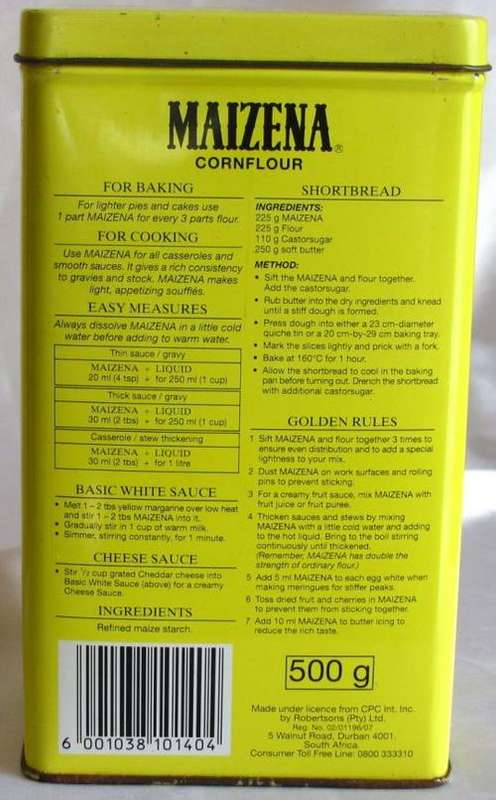 MAIZENA®
CORNFLOUR
FOR BAKING
For lighter pies and cakes use
1 part MAIZENA for every 3 parts flour.
FOR COOKING
Use MAIZENA for all casseroles and
smooth sauces. It gives a rich consistency
to gravies and stock. MAIZENA makes
light, appetizing soufflés.
EASY MEASURES
Always dissolve MAIZENA in a little cold
water before adding to warm water.
Thin sauce / gravy
MAIZENA + LIQUID
20 ml (4 tsp) + for 250 ml (1 cup)
Thick sauce / gravy
MAIZENA + LIQUID
30 ml (2 tbs) + for 250 ml (1 cup)
Casserole / stew thickening
MAIZENA + LIQUID
30 ml (2 tbs) + for 1 litre
BASIC WHITE SAUCE
• Melt 1 – 2 tbs yellow margarine over low heat
and stir 1 – 2 tbs MAIZENA into it.
• Gradually stir in 1 cup of warm milk.
• Simmer, stirring constantly, for 1 minute.
CHEESE SAUCE
• Stir 1/2 cup grated Cheddar cheese into
Basic White Sauce (above) for a creamy
Cheese Sauce.
INGREDIENTS
Refined maize starch.
6 001038 101404
SHORTBREAD
INGREDIENTS:
225 g MAIZENA
225 g Flour
110 g Castorsugar
250 g soft butter
METHOD:
• Sift the MAIZENA and flour together.
Add the castorsugar.
• Rub butter into the dry ingredients and knead
until a stiff dough is formed.
• Press dough into either a 23 cm-diameter
quiche tin or a 20 cm-by-29 cm baking tray.
• Mark the slices lightly and prick with a fork.
• Bake at 160°C for 1 hour.
• Allow the shortbread to cool in the baking
pan before turning out. Drench the shortbread
with additional castorsugar.
GOLDEN RULES
1 Sift MAIZENA and flour together 3 times to
ensure even distribution and to add a special
lightness to your mix.
2 Dust MAIZENA on work surfaces and rolling
pins to prevent sticking.
3 For a creamy fruit sauce, mix MAIZENA with
fruit juice or fruit puree.
4 Thicken sauces and stews by mixing
MAIZENA with a little cold water and adding
to the hot liquid. Bring to the boil stirring
continuously until thickened.
(Remember, MAIZENA has double the
strength of ordinary flour.)
5 Add 5 ml MAIZENA to each egg white when
making meringues for stiffer peaks.
6 Toss dried fruit and cherries in MAIZENA
to prevent them from sticking together.
7 Add 10 ml MAIZENA to butter icing to
reduce the rich taste.
500 g
Made under licence from CPC Int. Inc.
by Robertsons (Pty) Ltd.
Reg. No. 02/01196/07
5 Walnut Road, Durban 4001.
South Africa.
Consumer Toll Free Line: 0800 333310